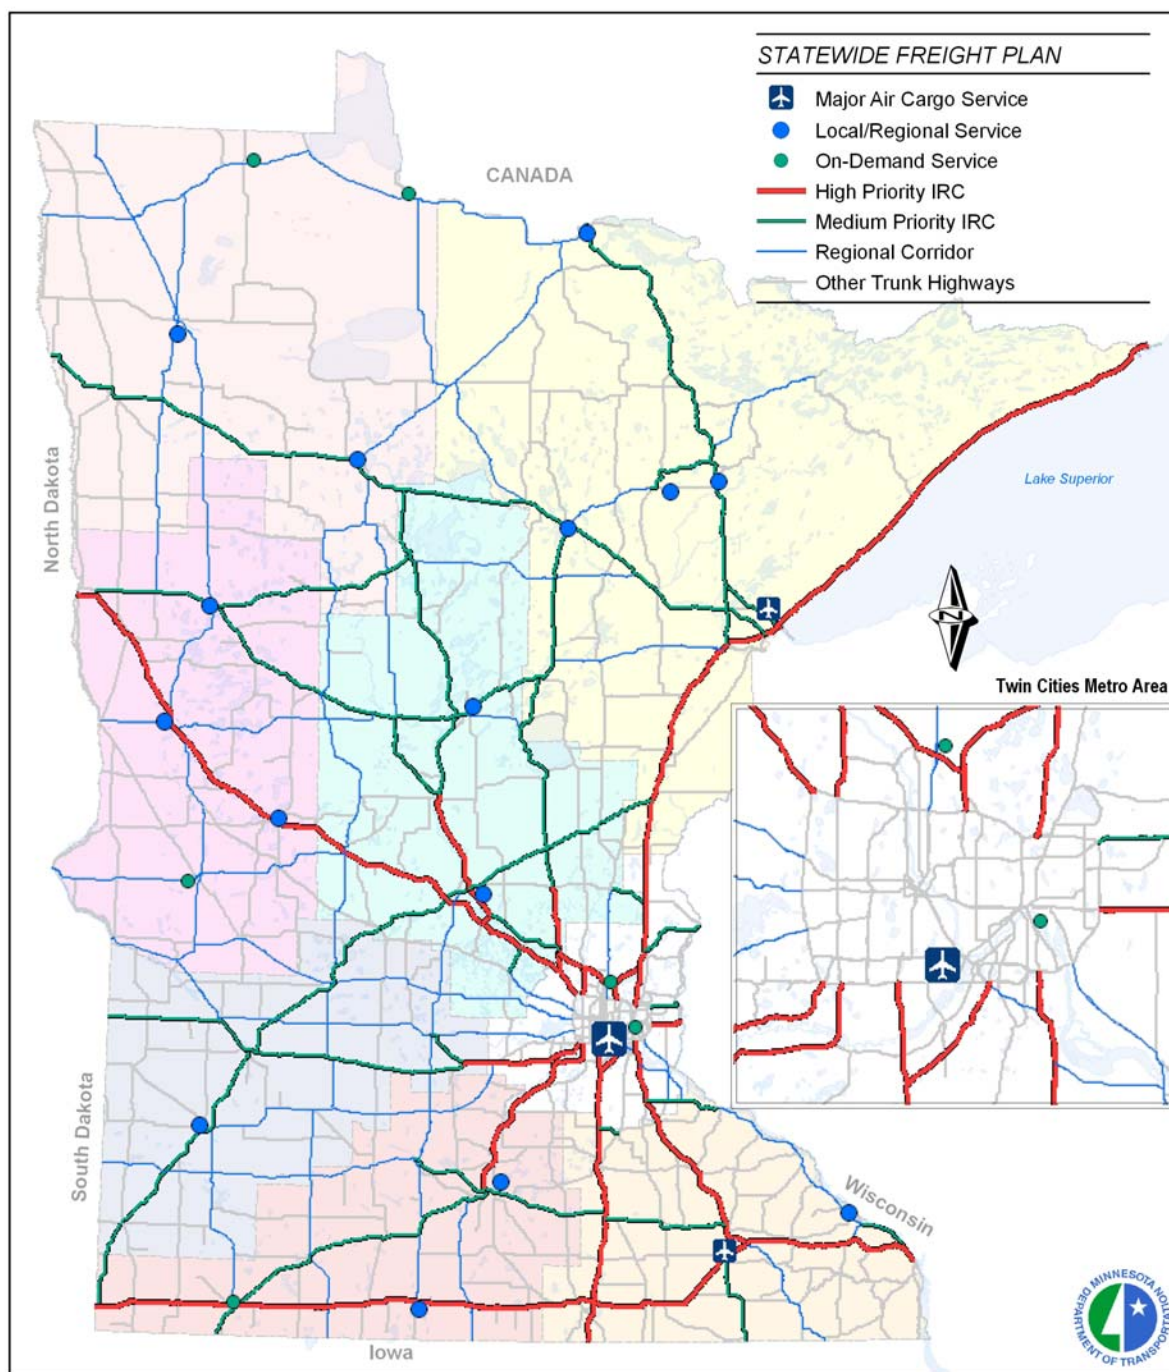 STATEWIDE FREIGHT PLAN
Major Air Cargo Service
Local/Regional Service
On-Demand Service
High Priority IRC
Medium Priority IRC
Regional Corridor
Other Trunk Highways
CANADA
North Dakota
Lake Superior
N
Twin Cities Metro Area
South Dakota
Wisconsin
Iowa
MINNESOTA DEPARTMENT OF TRANSPORTATION